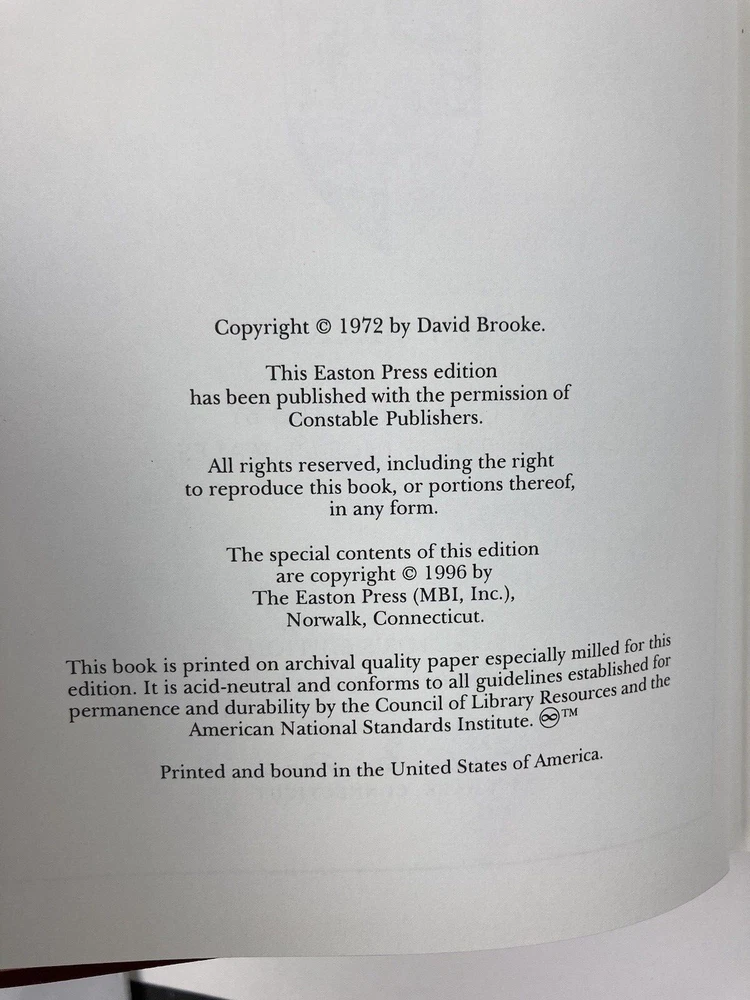 Copyright © 1972 by David Brooke.
This Easton Press edition
has been published with the permission of
Constable Publishers.
All rights reserved, including the right
to reproduce this book, or portions thereof,
in any form.
The special contents of this edition
are copyright © 1996 by
The Easton Press (MBI, Inc.),
Norwalk, Connecticut.
This book is printed on archival quality paper especially milled for this
edition. It is acid-neutral and conforms to all guidelines established for
permanence and durability by the Council of Library Resources and the
American National Standards Institute. ♾™
Printed and bound in the United States of America.